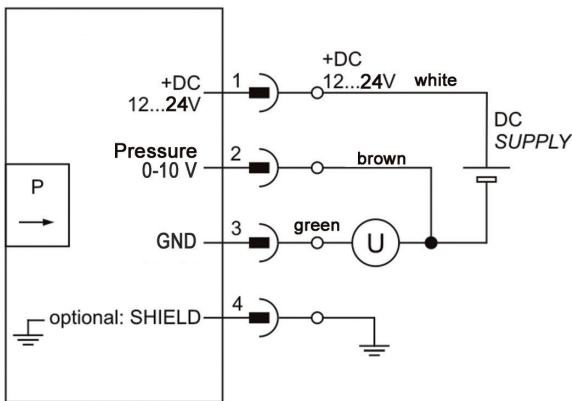 +DC
12...24V
1
+DC
12...24V
white
DC
SUPPLY
Pressure
0-10 V
2
brown
P
GND
3
green
U
optional: SHIELD
4